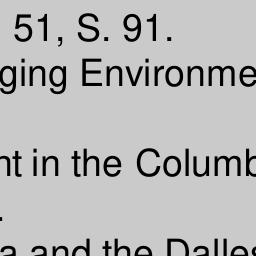 51, S. 91.
ging Environme
nt in the Columb
.
a and the Dalles